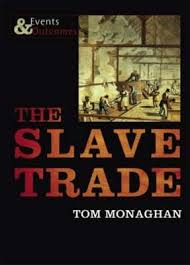 Events
& Outcomes
THE
SLAVE
TRADE
TOM MONAGHAN